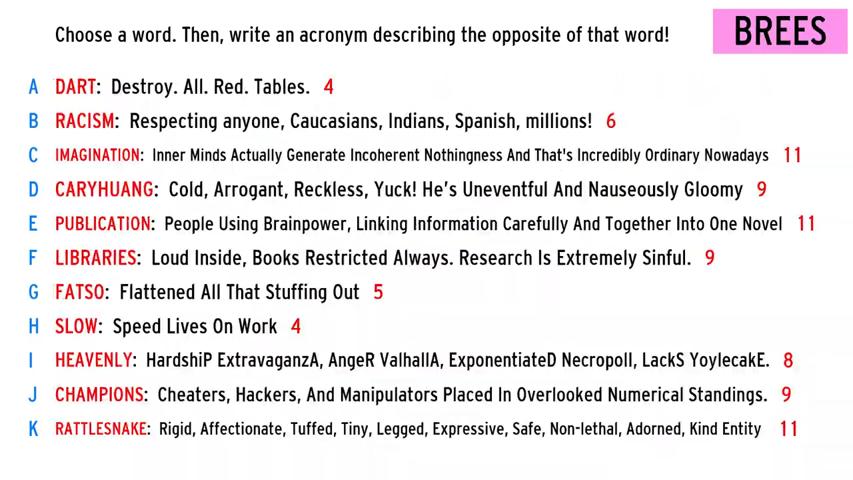 Choose a word. Then, write an acronym describing the opposite of that word!
BREES
A DART: Destroy. All. Red. Tables. 4
B RACISM: Respecting anyone, Caucasians, Indians, Spanish, millions! 6
C IMAGINATION: Inner Minds Actually Generate Incoherent Nothingness And That's Incredibly Ordinary Nowadays 11
D CARYHUANG: Cold, Arrogant, Reckless, Yuck! He's Uneventful And Nauseously Gloomy 9
E PUBLICATION: People Using Brainpower, Linking Information Carefully And Together Into One Novel 11
F LIBRARIES: Loud Inside, Books Restricted Always. Research Is Extremely Sinful. 9
G FATSO: Flattened All That Stuffing Out 5
H SLOW: Speed Lives On Work 4
I HEAVENLY: HardshiP ExtravaganzA, AngeR ValhallA, ExponentiateD NecropolI, LackS YoylecakE. 8
J CHAMPIONS: Cheaters, Hackers, And Manipulators Placed In Overlooked Numerical Standings. 9
K RATTLESNAKE: Rigid, Affectionate, Tuffed, Tiny, Legged, Expressive, Safe, Non-lethal, Adorned, Kind Entity 11